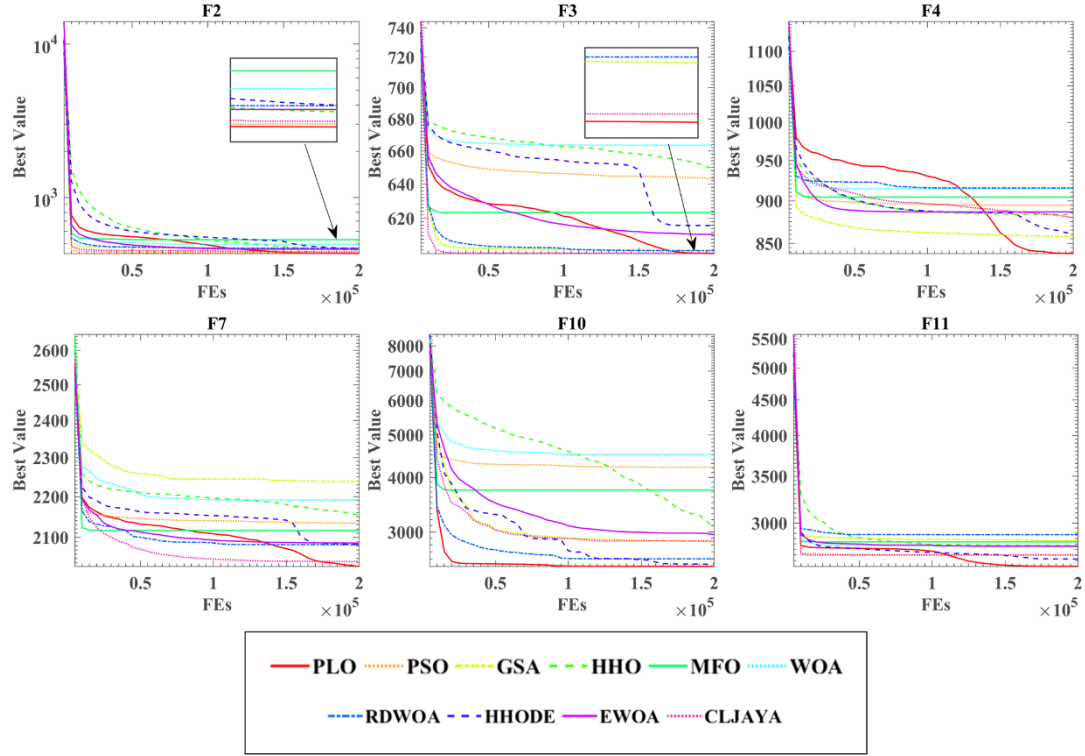 F2
10^4
10^3
Best Value
0.5 1 1.5 2
FEs
×10^5
F3
740
720
700
680
660
640
620
Best Value
0.5 1 1.5 2
FEs
×10^5
F4
1100
1050
1000
950
900
850
Best Value
0.5 1 1.5 2
FEs
×10^5
F7
2600
2500
2400
2300
2200
2100
Best Value
0.5 1 1.5 2
FEs
×10^5
F10
8000
7000
6000
5000
4000
3000
Best Value
0.5 1 1.5 2
FEs
×10^5
F11
5500
5000
4500
4000
3500
3000
Best Value
0.5 1 1.5 2
FEs
×10^5
PLO PSO GSA HHO MFO WOA
RDWOA HHODE EWOA CLJAYA